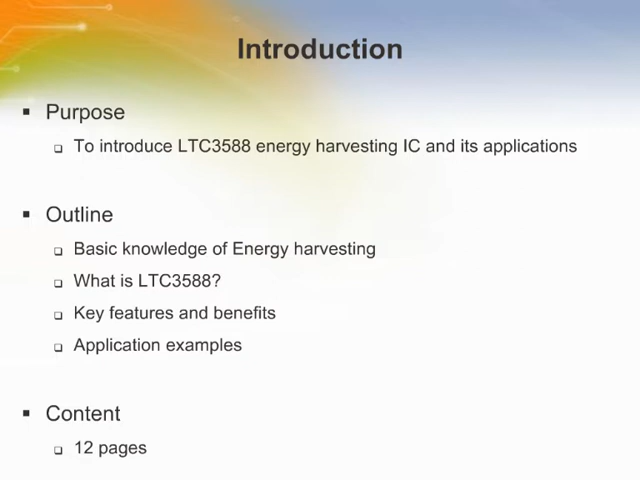 Introduction
▪ Purpose
❑ To introduce LTC3588 energy harvesting IC and its applications
▪ Outline
❑ Basic knowledge of Energy harvesting
❑ What is LTC3588?
❑ Key features and benefits
❑ Application examples
▪ Content
❑ 12 pages